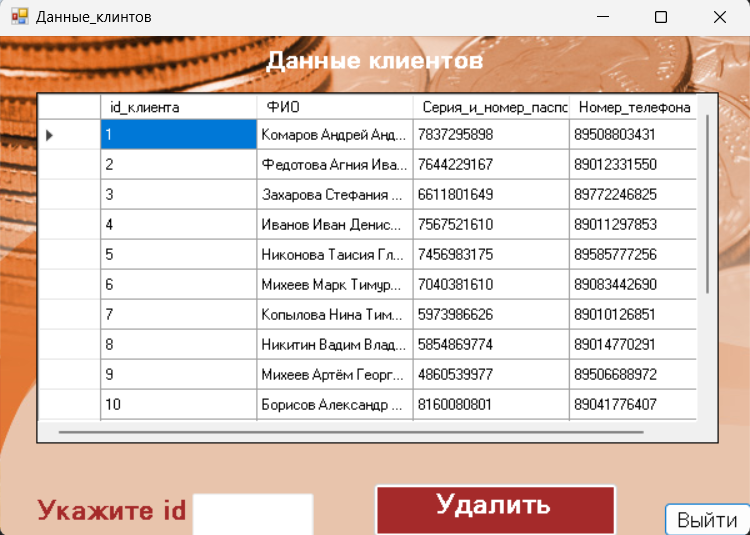 Данные_клинтов
Данные клиентов
id_клиента ФИО Серия_и_номер_паспо Номер_телефона
1 Комаров Андрей Анд... 7837295898 89508803431
2 Федотова Агния Ива... 7644229167 89012331550
3 Захарова Стефания ... 6611801649 89772246825
4 Иванов Иван Денис... 7567521610 89011297853
5 Никонова Таисия Гл... 7456983175 89585777256
6 Михеев Марк Тимур... 7040381610 89083442690
7 Копылова Нина Тим... 5973986626 89010126851
8 Никитин Вадим Влад... 5854869774 89014770291
9 Михеев Артём Георг... 4860539977 89506688972
10 Борисов Александр ... 8160080801 89041776407
Укажите id Удалить
Выйти